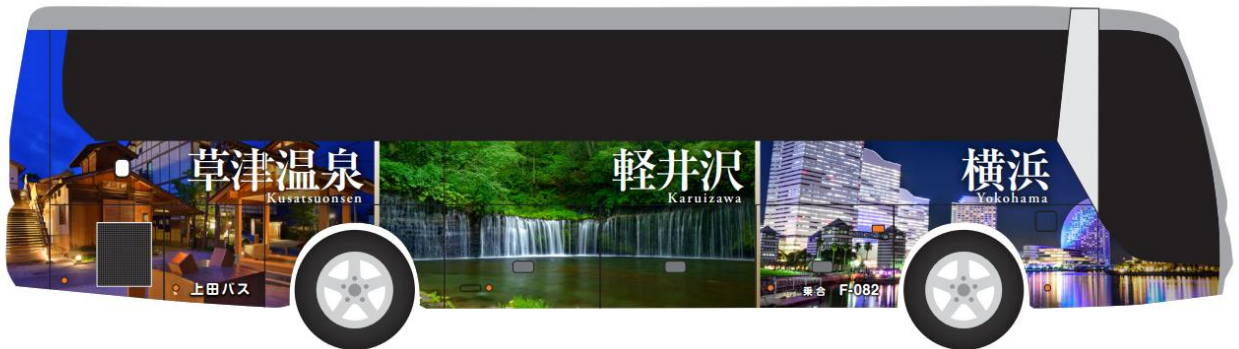 草津温泉
Kusatsuonsen
軽井沢
Karuizawa
横浜
Yokohama
上田バス
乗合 F-082